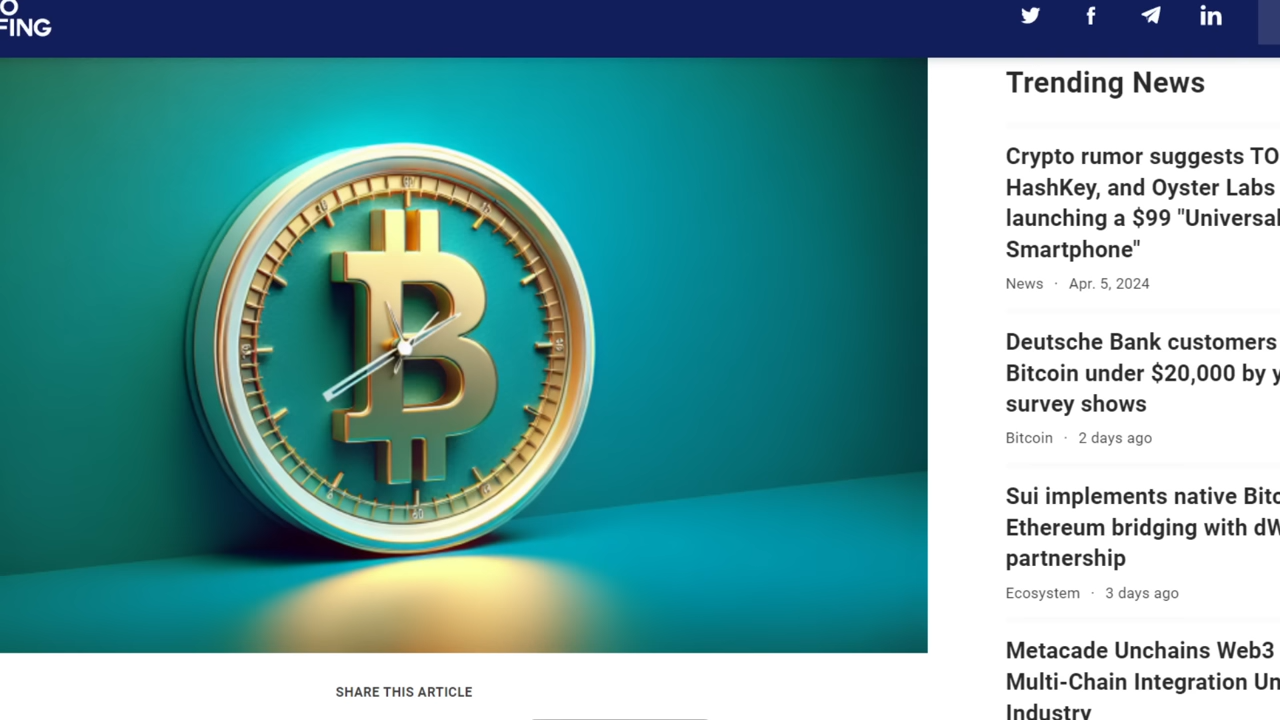 O
FING
Trending News
Crypto rumor suggests TO
HashKey, and Oyster Labs
launching a $99 "Universal
Smartphone"
News · Apr. 5, 2024
Deutsche Bank customers
Bitcoin under $20,000 by y
survey shows
Bitcoin · 2 days ago
Sui implements native Bitc
Ethereum bridging with dW
partnership
Ecosystem · 3 days ago
Metacade Unchains Web3
Multi-Chain Integration Un
Industry
SHARE THIS ARTICLE